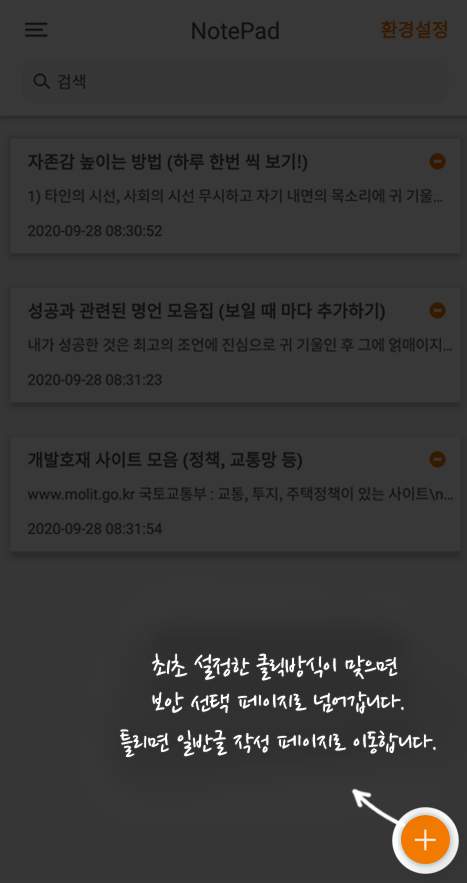 NotePad
환경설정
검색
자존감 높이는 방법 (하루 한번 씩 보기!)
1) 타인의 시선, 사회의 시선 무시하고 자기 내면의 목소리에 귀 기울...
2020-09-28 08:30:52
성공과 관련된 명언 모음집 (보일 때 마다 추가하기)
내가 성공한 것은 최고의 조언에 진심으로 귀 기울인 후 그에 얽매이지...
2020-09-28 08:31:23
개발호재 사이트 모음 (정책, 교통망 등)
www.molit.go.kr 국토교통부 : 교통, 투지, 주택정책이 있는 사이트\n...
2020-09-28 08:31:54
최초 설정한 클릭방식이 맞으면
보안 선택 페이지로 넘어갑니다.
틀리면 일반글 작성 페이지로 이동합니다.